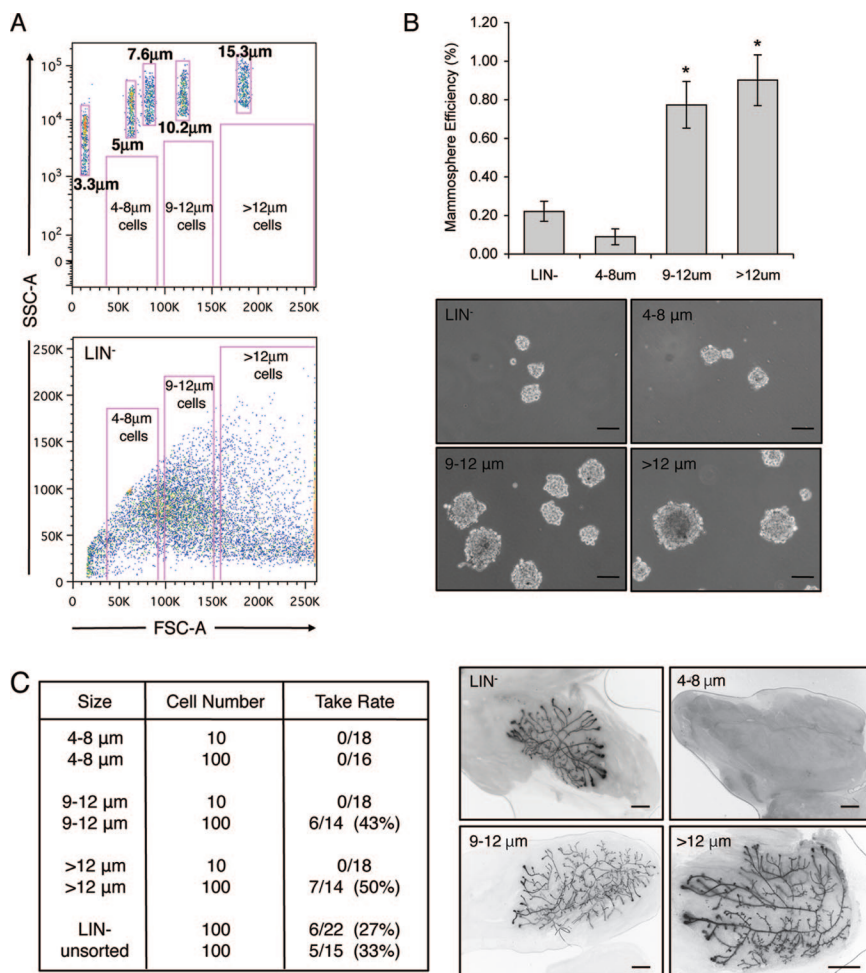 A
7.6µm 15.3µm
10⁵
10⁴
10³
10²
0
5µm 10.2µm
3.3µm
4-8µm
cells
9-12µm
cells
>12µm
cells
0 50K 100K 150K 200K 250K
SSC-A
LIN-
>12µm
cells
9-12µm
cells
4-8µm
cells
250K
200K
150K
100K
50K
0
0 50K 100K 150K 200K 250K
FSC-A
B
Mammosphere Efficiency (%)
1.20
1.00
0.80
0.60
0.40
0.20
0.00
* *
LIN- 4-8um 9-12um >12um
LIN- 4-8 µm
9-12 µm >12 µm
C
Size Cell Number Take Rate
4-8 µm 10 0/18
4-8 µm 100 0/16
9-12 µm 10 0/18
9-12 µm 100 6/14 (43%)
>12 µm 10 0/18
>12 µm 100 7/14 (50%)
LIN- 100 6/22 (27%)
unsorted 100 5/15 (33%)
LIN- 4-8 µm
9-12 µm >12 µm